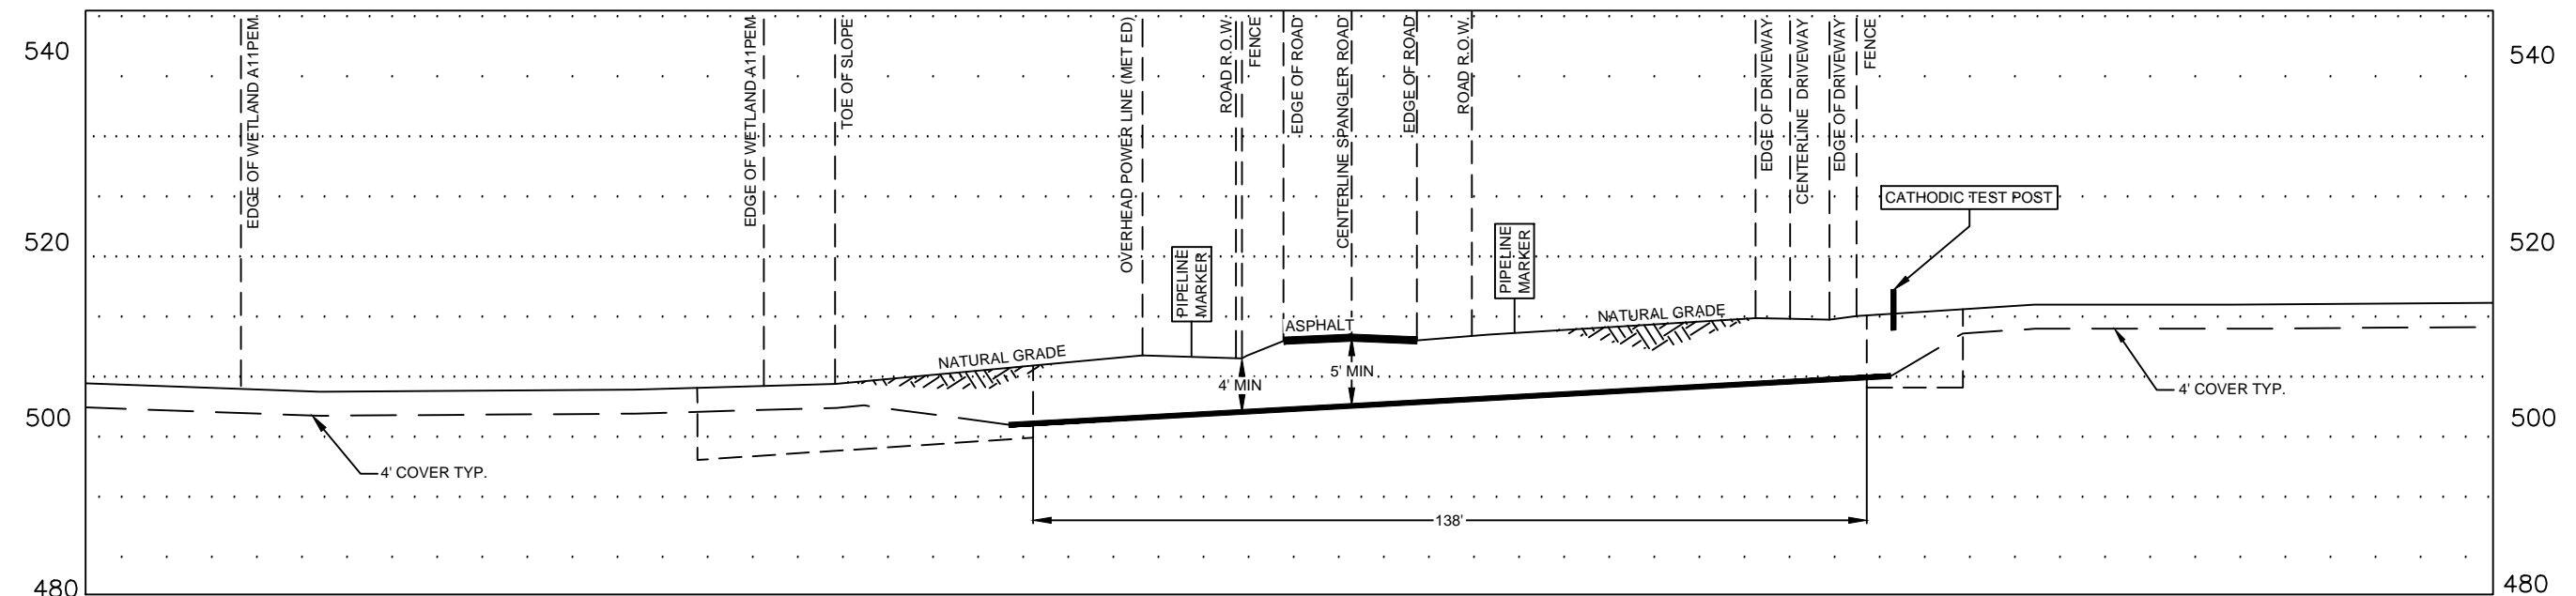 540
520
500
480
EDGE OF WETLAND A11PEM
EDGE OF WETLAND A11PEM
TOE OF SLOPE
OVERHEAD POWER LINE (MET ED)
ROAD R.O.W.
FENCE
EDGE OF ROAD
CENTERLINE SPANGLER ROAD
EDGE OF ROAD
ROAD R.O.W.
EDGE OF DRIVEWAY
CENTERLINE DRIVEWAY
EDGE OF DRIVEWAY
FENCE
CATHODIC TEST POST
PIPELINE
MARKER
PIPELINE
MARKER
NATURAL GRADE
ASPHALT
NATURAL GRADE
4' MIN
5' MIN
4' COVER TYP.
4' COVER TYP.
138'
540
520
500
480